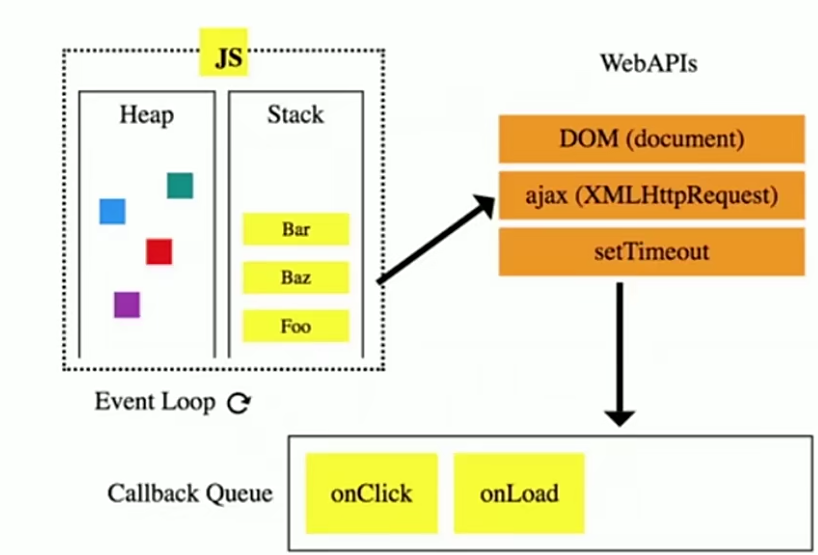 JS
WebAPIs
Heap
Stack
DOM (document)
ajax (XMLHttpRequest)
setTimeout
Bar
Baz
Foo
Event Loop
Callback Queue
onClick
onLoad